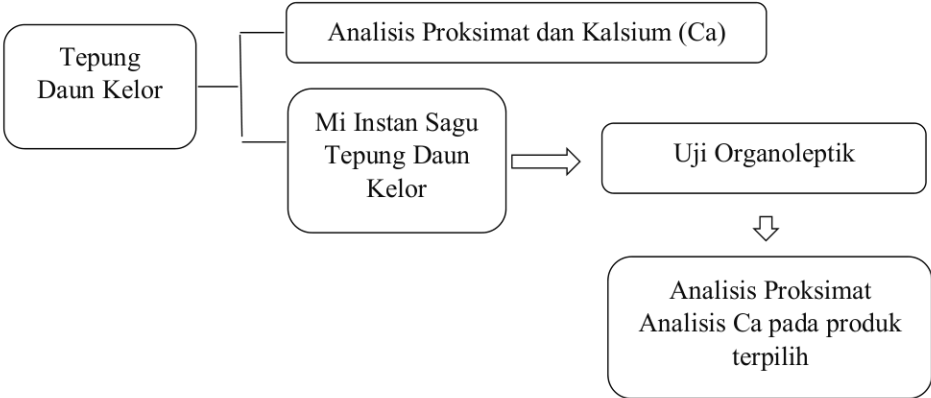 Tepung
Daun Kelor
Analisis Proksimat dan Kalsium (Ca)
Mi Instan Sagu
Tepung Daun
Kelor
Uji Organoleptik
Analisis Proksimat
Analisis Ca pada produk
terpilih